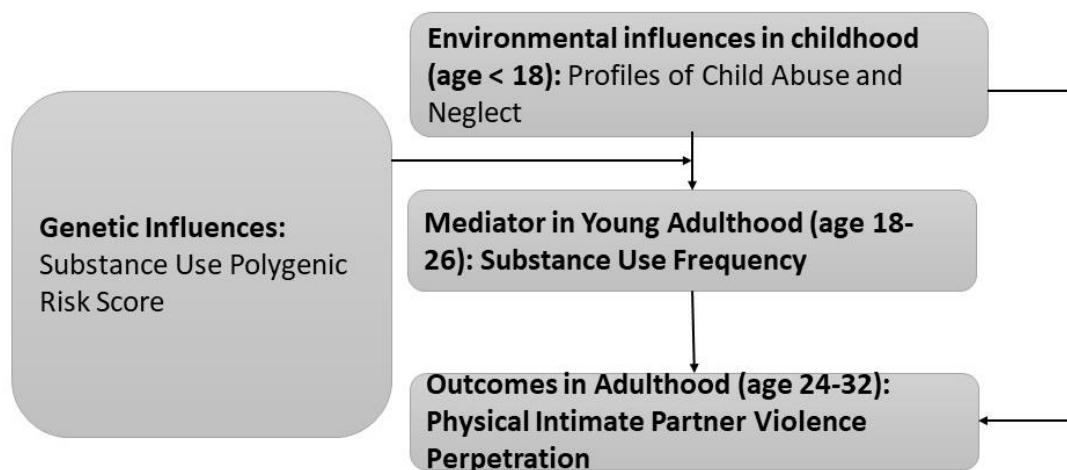 Environmental influences in childhood
(age < 18): Profiles of Child Abuse and
Neglect
Genetic Influences:
Substance Use Polygenic
Risk Score
Mediator in Young Adulthood (age 18-
26): Substance Use Frequency
Outcomes in Adulthood (age 24-32):
Physical Intimate Partner Violence
Perpetration